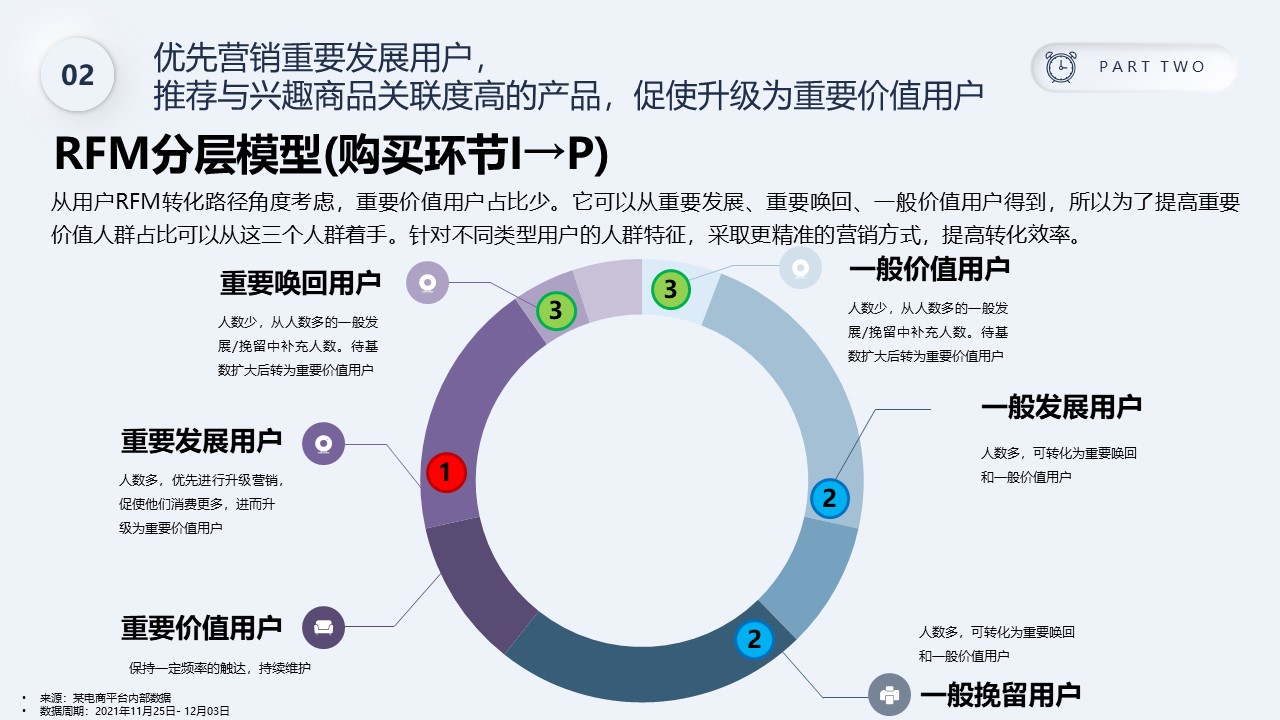 02
优先营销重要发展用户，
推荐与兴趣商品关联度高的产品，促使升级为重要价值用户
PART TWO
RFM分层模型(购买环节I→P)
从用户RFM转化路径角度考虑，重要价值用户占比少。它可以从重要发展、重要唤回、一般价值用户得到，所以为了提高重要
价值人群占比可以从这三个人群着手。针对不同类型用户的人群特征，采取更精准的营销方式，提高转化效率。
重要唤回用户
人数少，从人数多的一般发
展/挽留中补充人数。待基
数扩大后转为重要价值用户
3
3
一般价值用户
人数少，从人数多的一般发
展/挽留中补充人数。待基
数扩大后转为重要价值用户
重要发展用户
人数多，优先进行升级营销，
促使他们消费更多，进而升
级为重要价值用户
1
一般发展用户
人数多，可转化为重要唤回
和一般价值用户
2
重要价值用户
保持一定频率的触达，持续维护
2
人数多，可转化为重要唤回
和一般价值用户
一般挽留用户
• 来源：某电商平台内部数据
• 数据周期：2021年11月25日- 12月03日